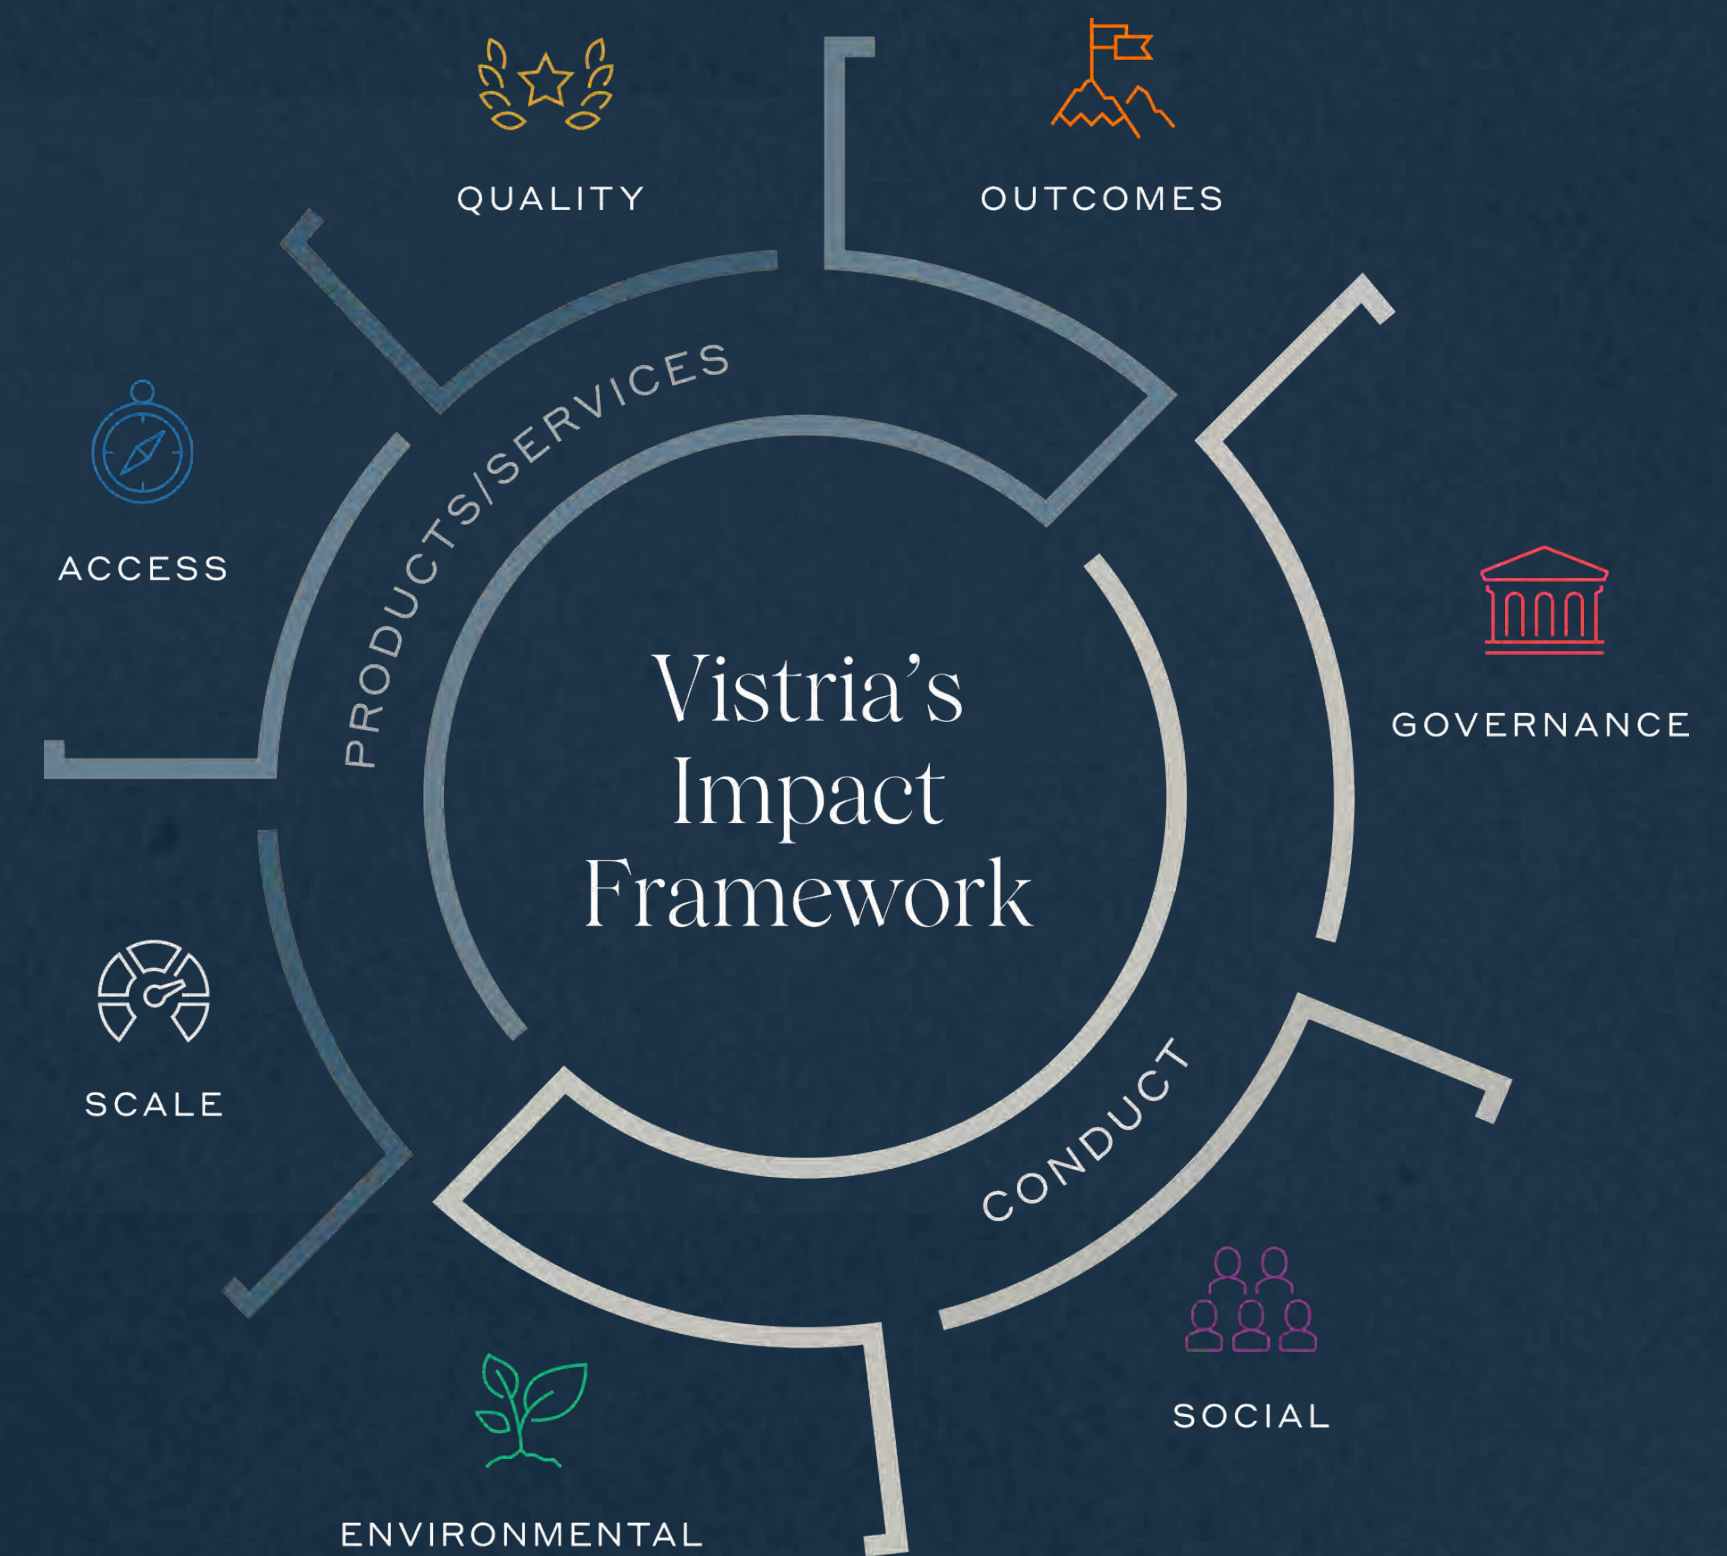 QUALITY
OUTCOMES
PRODUCTS/SERVICES
ACCESS
Vistria’s
Impact
Framework
GOVERNANCE
SCALE
CONDUCT
SOCIAL
ENVIRONMENTAL